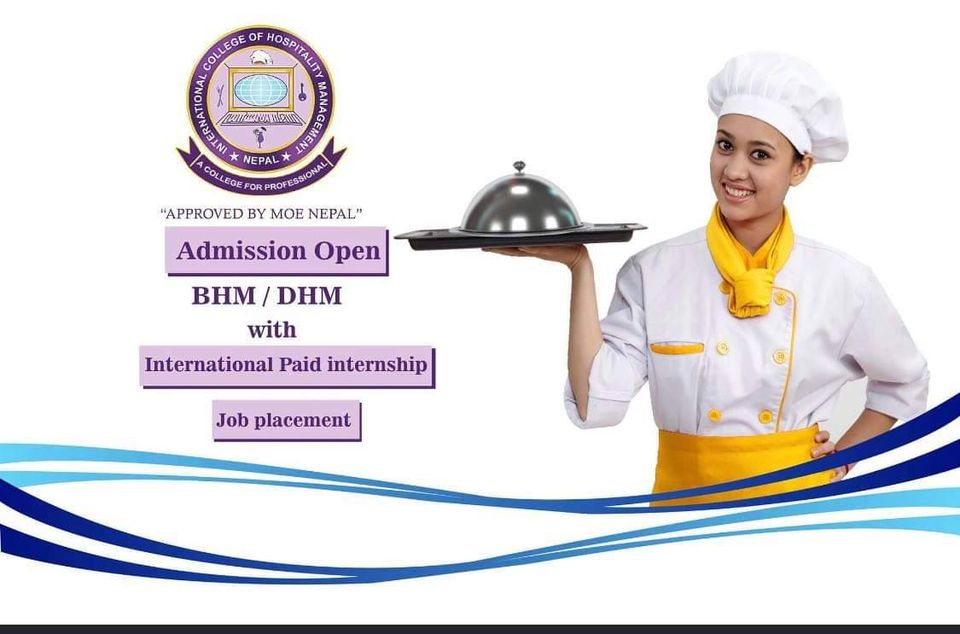 INTERNATIONAL COLLEGE OF HOSPITALITY MANAGEMENT
★ NEPAL ★
A COLLEGE FOR PROFESSIONAL
“APPROVED BY MOE NEPAL”
Admission Open
BHM / DHM
with
International Paid internship
Job placement